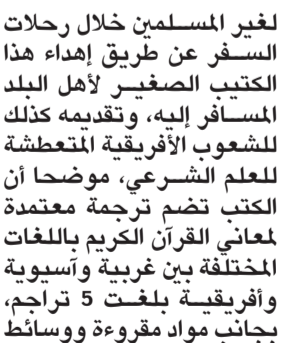 لغير المسلمين خلال رحلات
السفر عن طريق إهداء هذا
الكتيب الصغير لأهل البلد
المسافر إليه، وتقديمه كذلك
للشعوب الأفريقية المتعطشة
للعلم الشرعي، موضحا أن
الكتب تضم ترجمة معتمدة
لمعاني القرآن الكريم باللغات
المختلفة بين غربية وآسيوية
وأفريقية بلغت 5 تراجم،
بجانب مواد مقروءة ووسائط